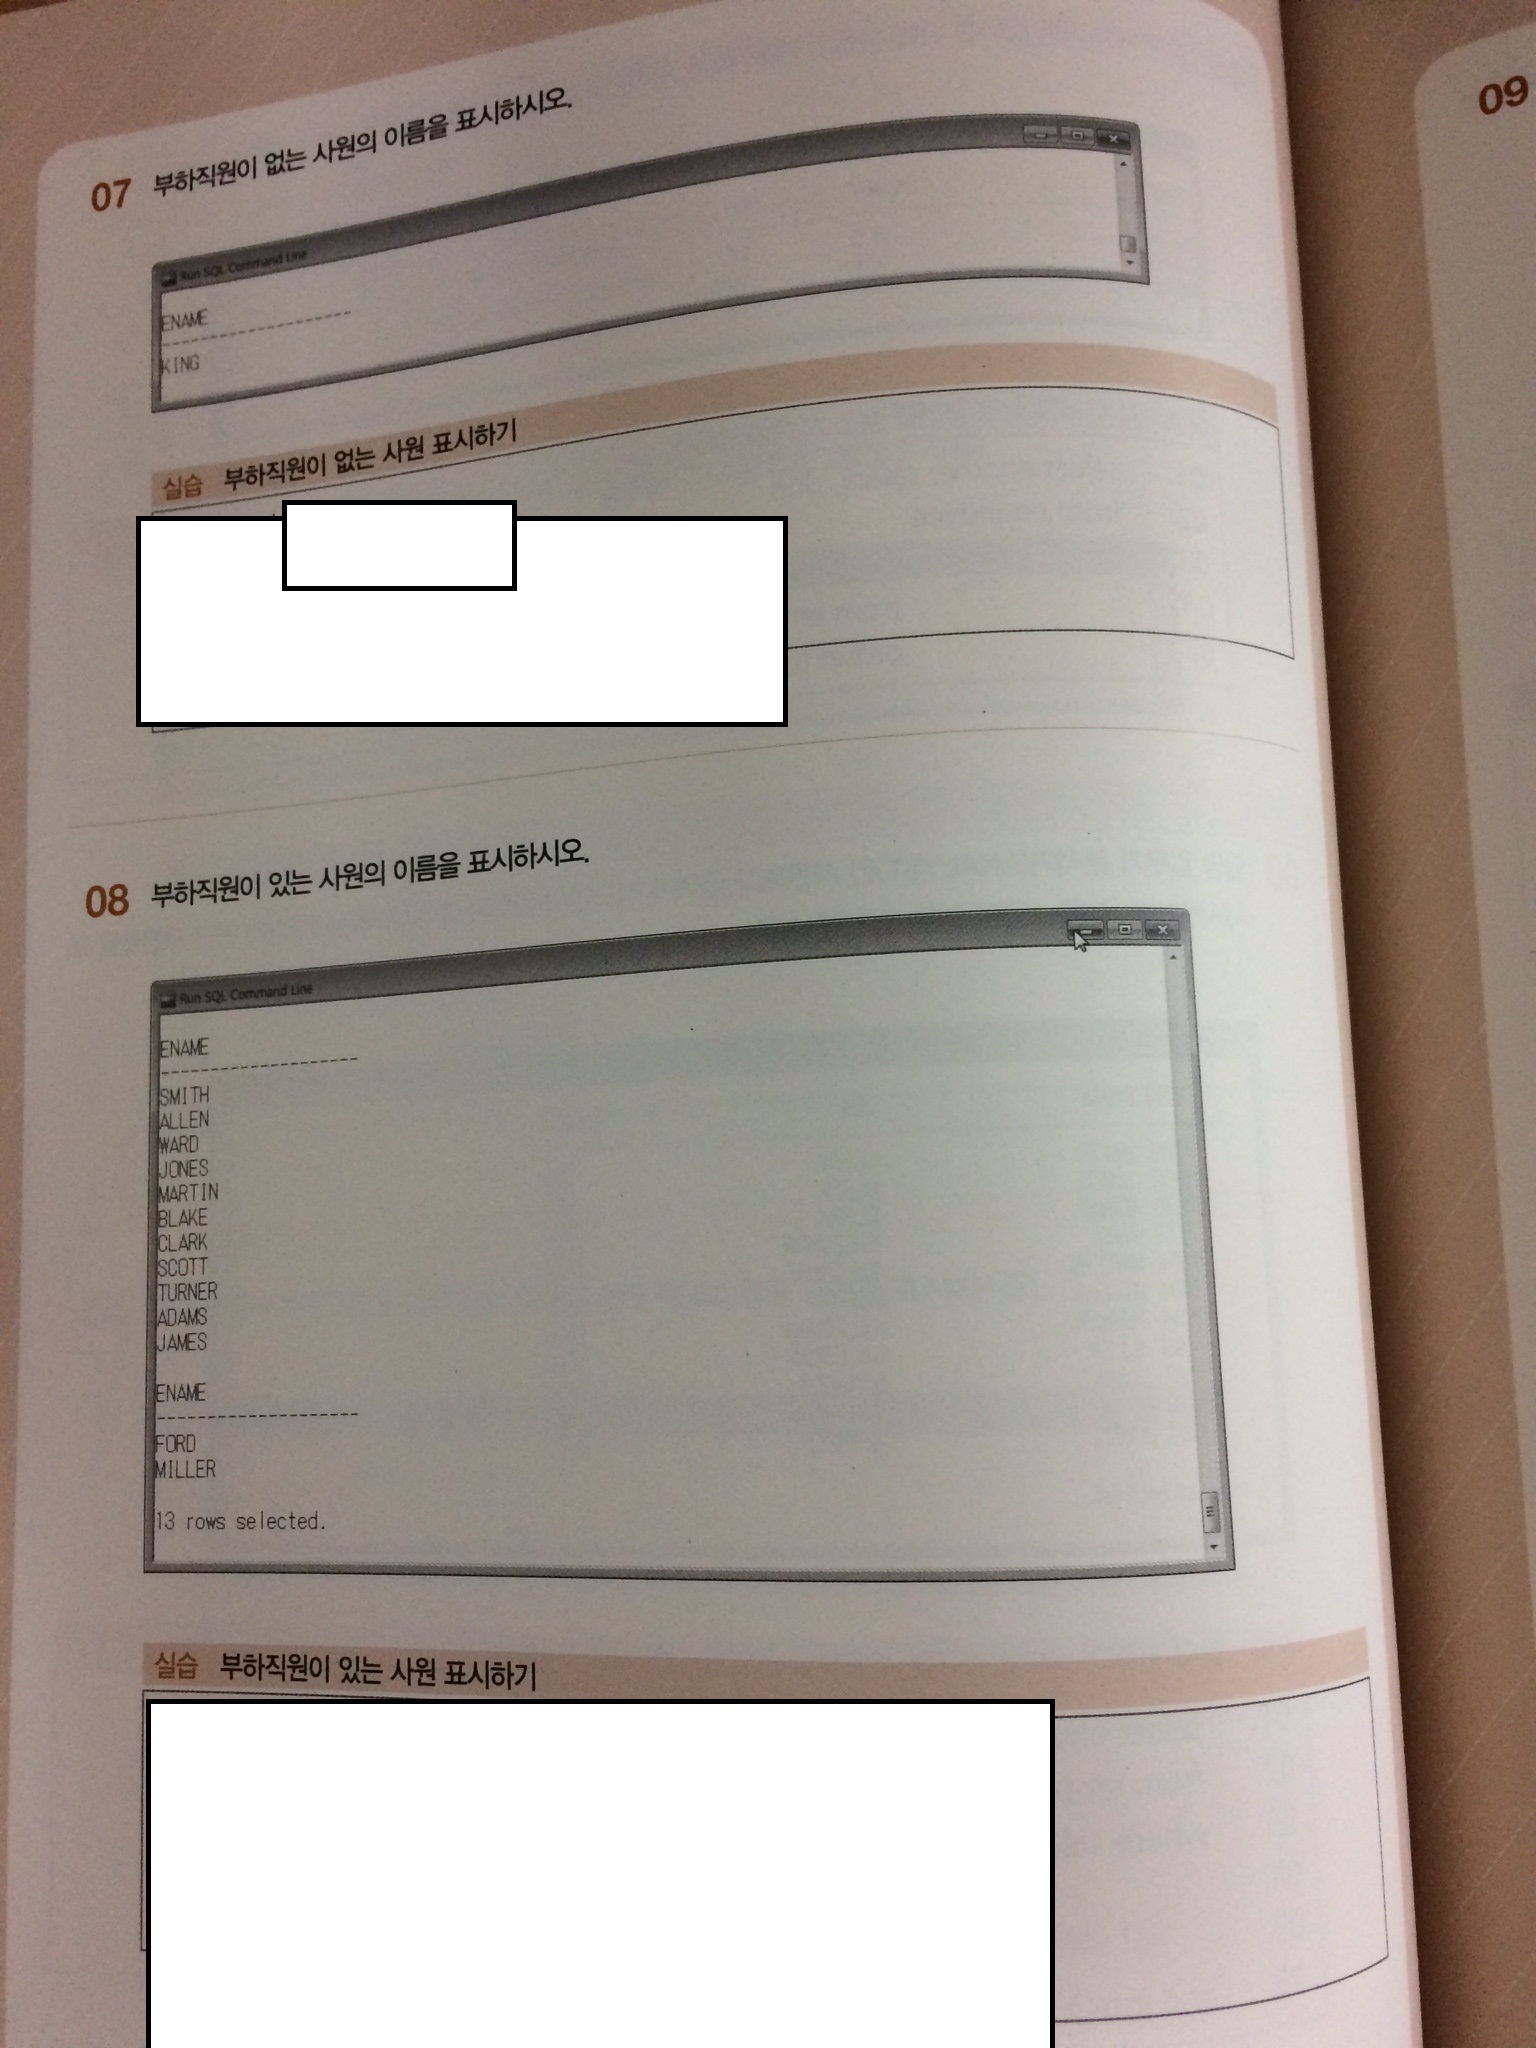 07 부하직원이 없는 사원의 이름을 표시하시오.
Run SQL Command Line
ENAME
--------------------
KING
실습 부하직원이 없는 사원 표시하기
08 부하직원이 있는 사원의 이름을 표시하시오.
Run SQL Command Line
ENAME
--------------------
SMITH
ALLEN
WARD
JONES
MARTIN
BLAKE
CLARK
SCOTT
TURNER
ADAMS
JAMES
ENAME
--------------------
FORD
MILLER
13 rows selected.
실습 부하직원이 있는 사원 표시하기
09